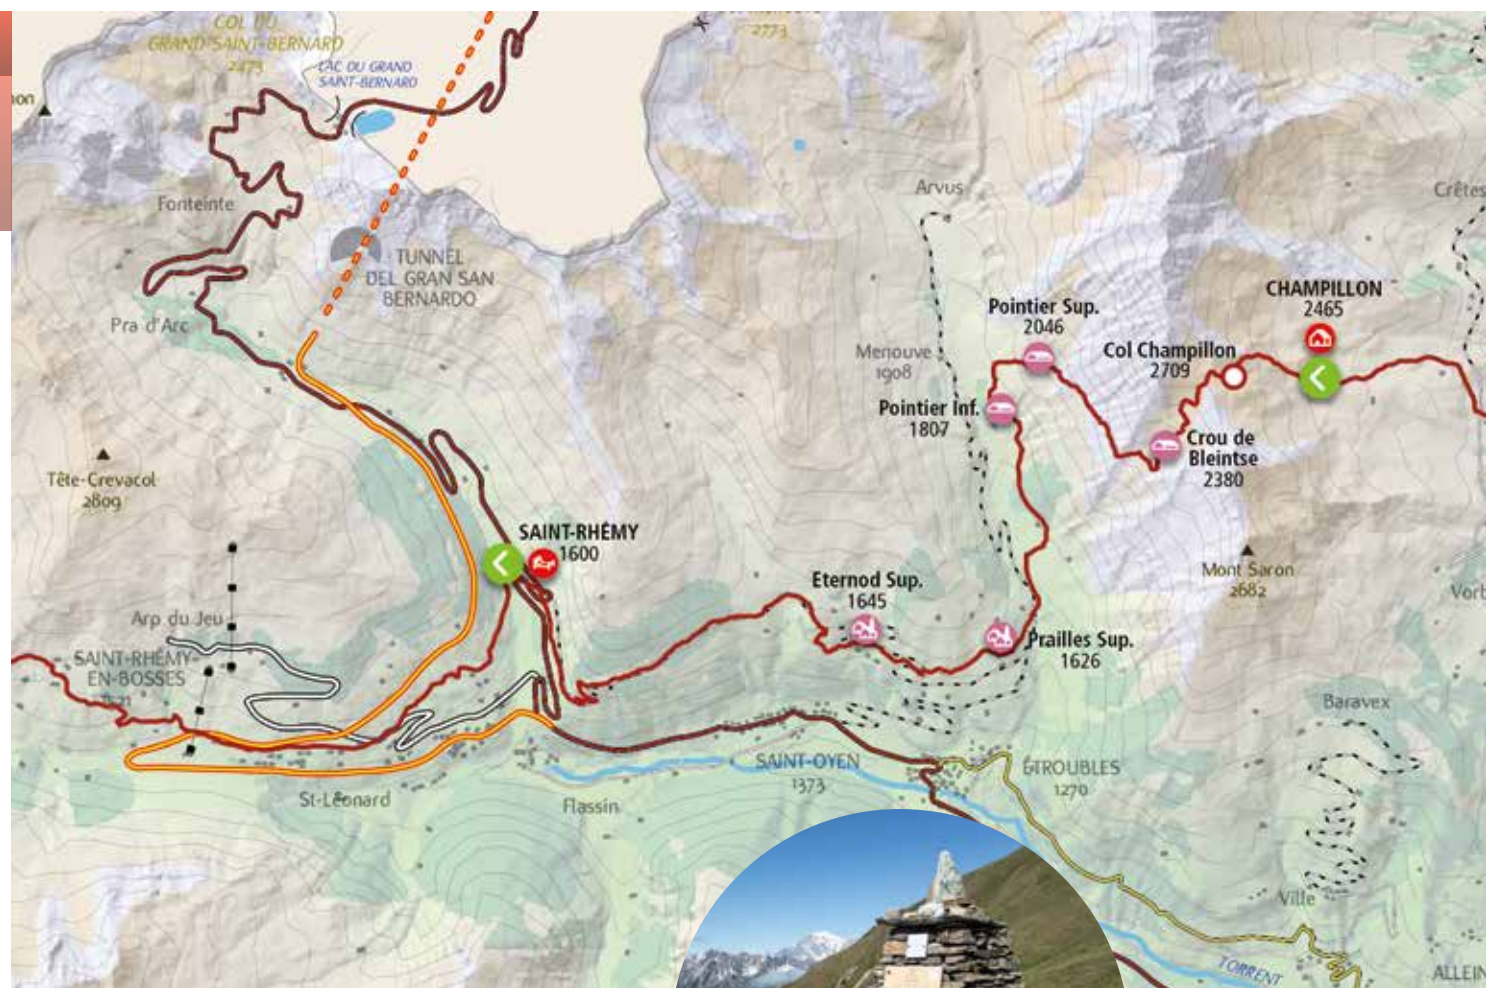 COL DU
GRAND-SAINT-BERNARD
2473
LAC DU GRAND
SAINT-BERNARD
2773
Arvus
Crêtes
Fonteinte
TUNNEL
DEL GRAN SAN
BERNARDO
Pra d'Arc
Pointier Sup.
2046
CHAMPILLON
2465
Col Champillon
2709
Menouve
1908
Pointier Inf.
1807
Crou de
Bleintse
2380
Tête-Crevacol
2809
SAINT-RHÉMY
1600
Mont Saron
2682
Eternod Sup.
1645
Arp du Jeu
Prailles Sup.
1626
SAINT-RHÉMY-
EN-BOSSES
Baravex
SAINT-OYEN
1373
ÉTROUBLES
1270
St-Léonard
Flassin
Ville
TORRENT
ALLEIN